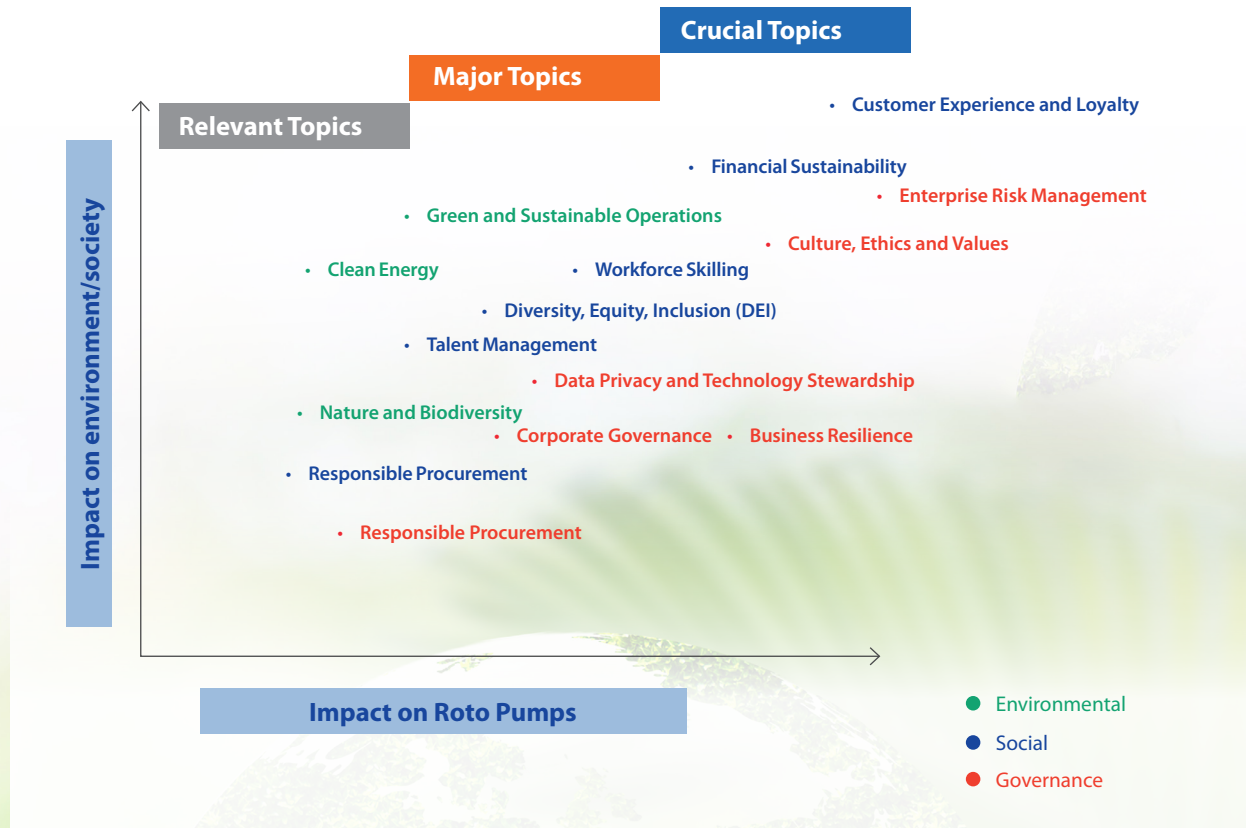 Crucial Topics
Major Topics
Relevant Topics
Customer Experience and Loyalty
Financial Sustainability
Enterprise Risk Management
Green and Sustainable Operations
Culture, Ethics and Values
Clean Energy
Workforce Skilling
Diversity, Equity, Inclusion (DEI)
Talent Management
Data Privacy and Technology Stewardship
Nature and Biodiversity
Corporate Governance
Business Resilience
Responsible Procurement
Responsible Procurement
Impact on environment/society
Impact on Roto Pumps
Environmental
Social
Governance